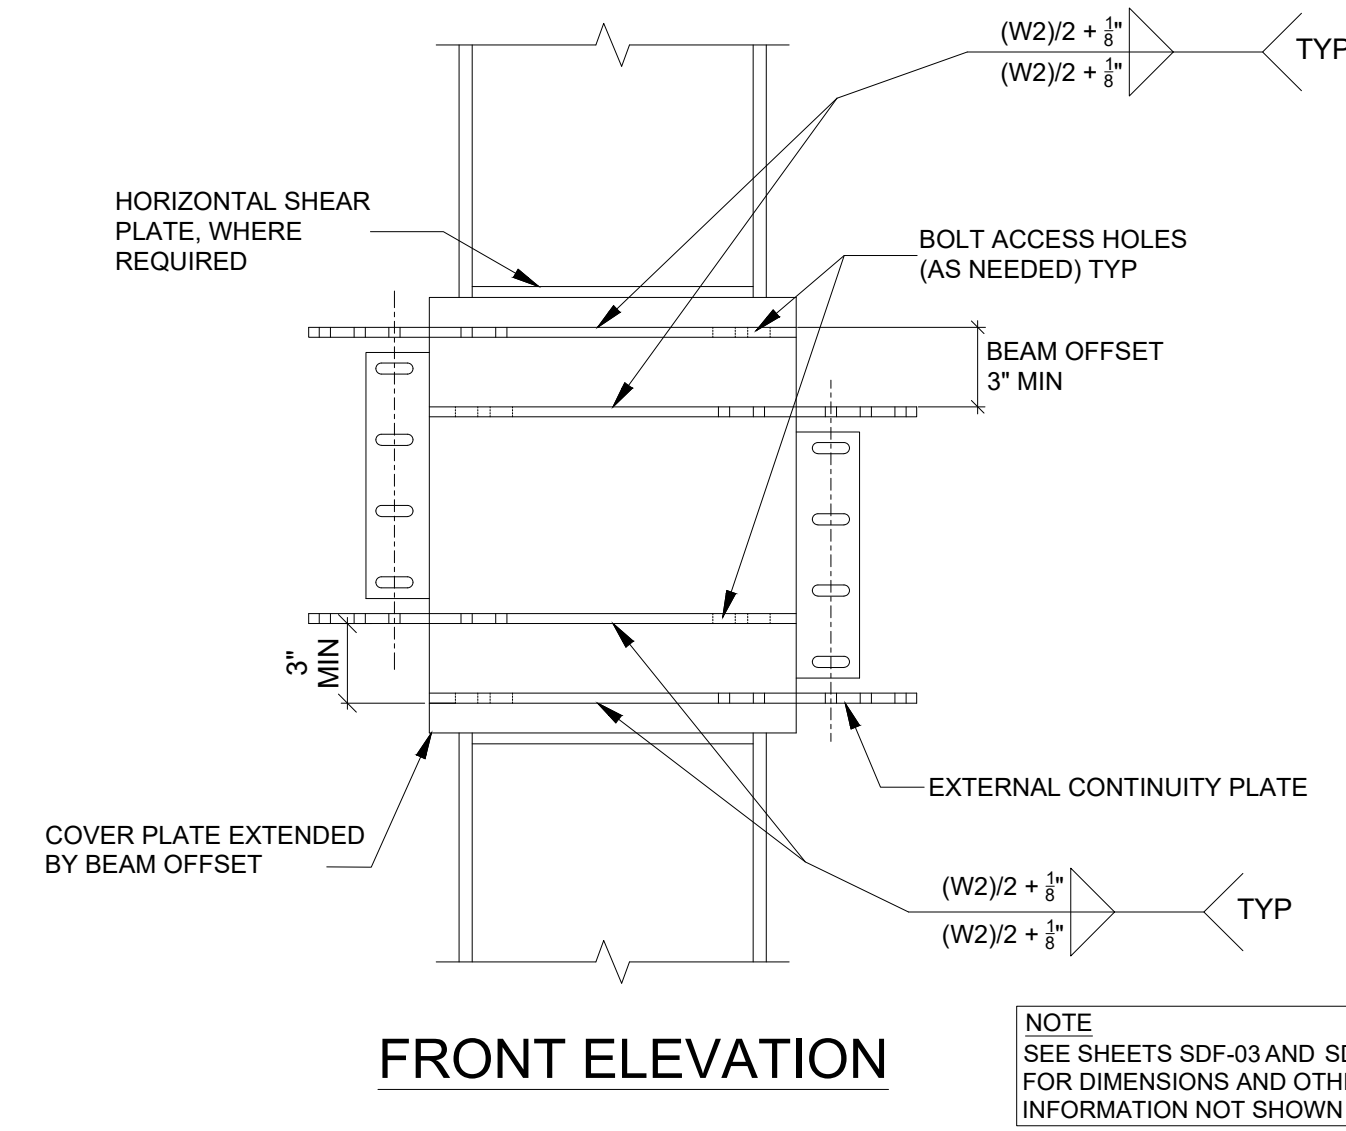 (W2)/2 + 1/8"
(W2)/2 + 1/8"
HORIZONTAL SHEAR
PLATE, WHERE
REQUIRED
BOLT ACCESS HOLES
(AS NEEDED) TYP
BEAM OFFSET
3" MIN
3"
MIN
EXTERNAL CONTINUITY PLATE
COVER PLATE EXTENDED
BY BEAM OFFSET
(W2)/2 + 1/8"
(W2)/2 + 1/8"
TYP
FRONT ELEVATION
NOTE
SEE SHEETS SDF-03 AND
FOR DIMENSIONS AND
INFORMATION NOT SHOWN